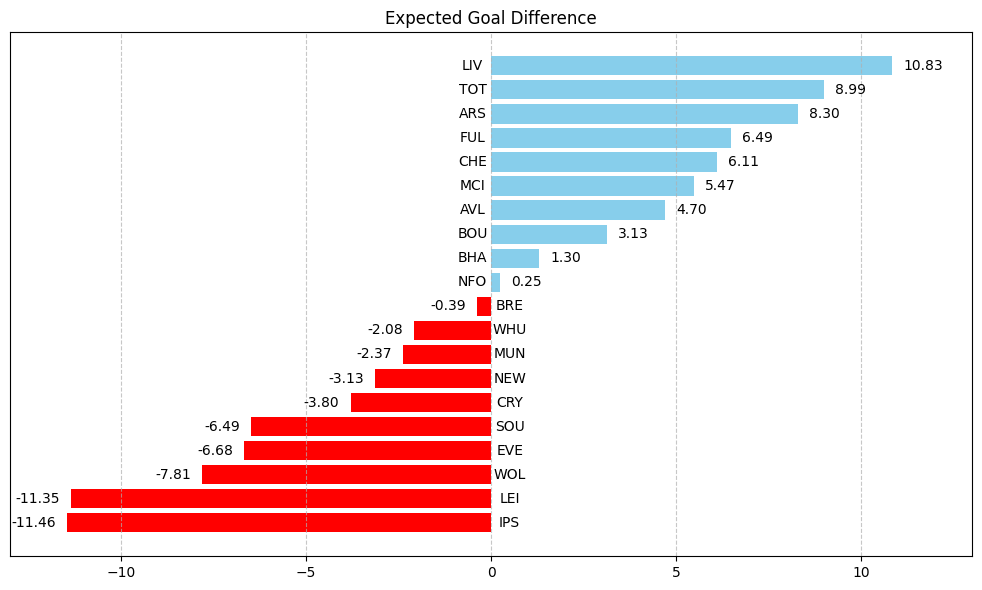 Expected Goal Difference
LIV 10.83
TOT 8.99
ARS 8.30
FUL 6.49
CHE 6.11
MCI 5.47
AVL 4.70
BOU 3.13
BHA 1.30
NFO 0.25
-0.39 BRE
-2.08 WHU
-2.37 MUN
-3.13 NEW
-3.80 CRY
-6.49 SOU
-6.68 EVE
-7.81 WOL
-11.35 LEI
-11.46 IPS
−10 −5 0 5 10